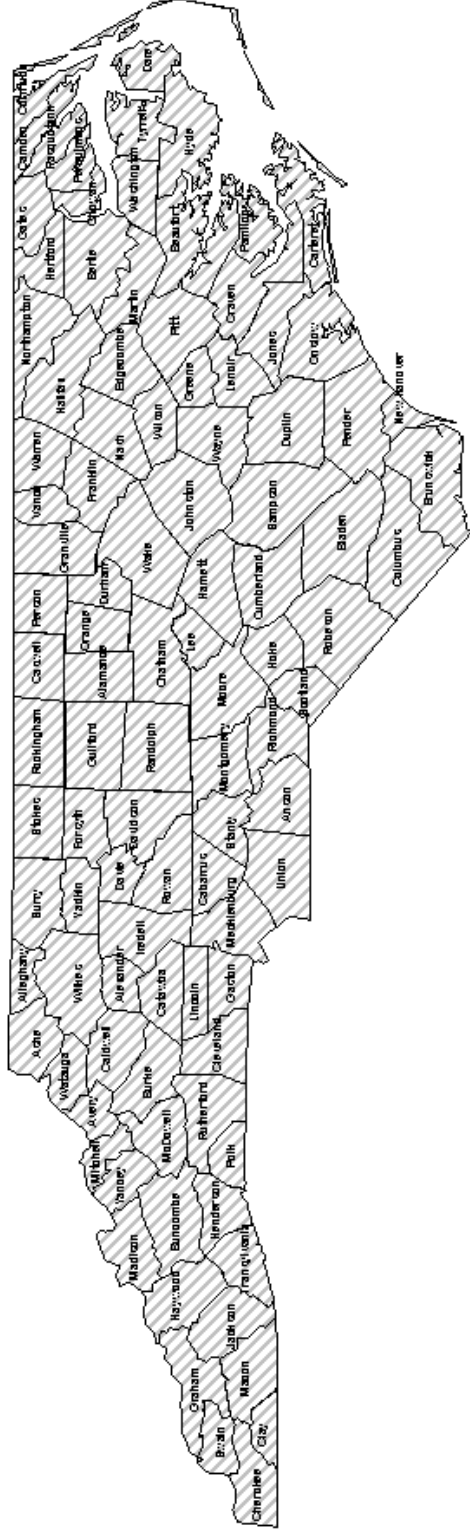 Cherokee
Clay
Swain
Graham
Macon
Jackson
Haywood
Transylvania
Madison
Buncombe
Henderson
Yancey
Mitchell
Avery
McDowell
Polk
Rutherford
Watauga
Ashe
Caldwell
Burke
Cleveland
Alleghany
Wilkes
Alexander
Catawba
Lincoln
Gaston
Surry
Yadkin
Iredell
Mecklenburg
Davie
Rowan
Cabarrus
Union
Stokes
Forsyth
Davidson
Stanly
Anson
Rockingham
Guilford
Randolph
Montgomery
Richmond
Caswell
Alamance
Orange
Chatham
Moore
Lee
Scotland
Hoke
Person
Durham
Granville
Wake
Harnett
Cumberland
Robeson
Vance
Warren
Franklin
Nash
Johnston
Sampson
Bladen
Columbus
Brunswick
New Hanover
Halifax
Northampton
Edgecombe
Wilson
Wayne
Duplin
Pender
Greene
Lenoir
Pitt
Jones
Onslow
Craven
Hertford
Gates
Bertie
Martin
Beaufort
Pamlico
Carteret
Chowan
Perquimans
Pasquotank
Camden
Currituck
Washington
Tyrrell
Hyde
Dare